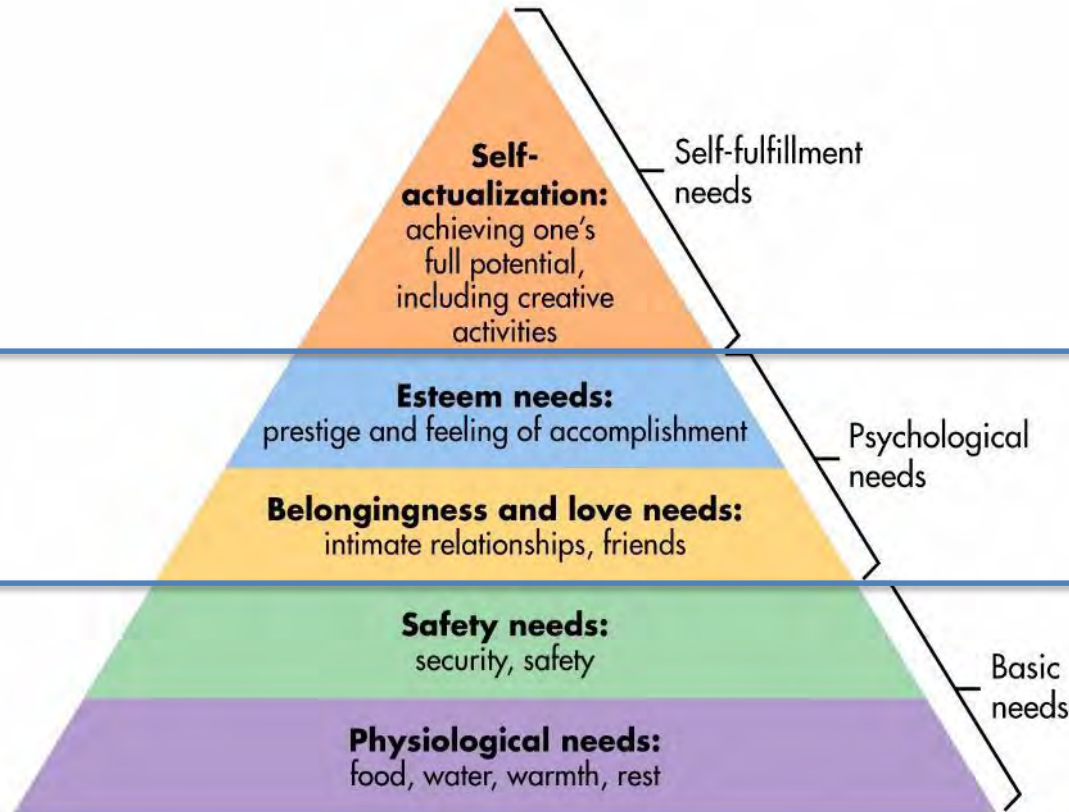 Self-
actualization:
achieving one's
full potential,
including creative
activities
Self-fulfillment
needs
Esteem needs:
prestige and feeling of accomplishment
Psychological
needs
Belongingness and love needs:
intimate relationships, friends
Safety needs:
security, safety
Basic
needs
Physiological needs:
food, water, warmth, rest